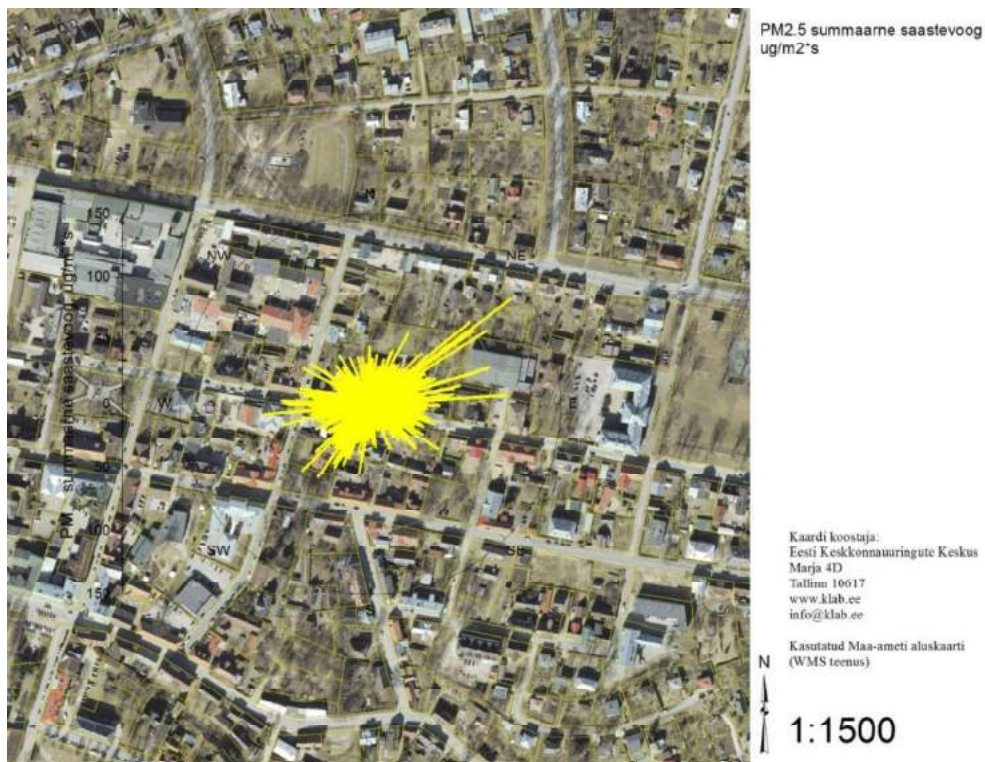 PM2.5 summaarne saastevoog
ug/m2*s
150
NW
NE
100
W
0
100
SW
SE
150
Kaardi koostaja:
Eesti Keskkonnauuringute Keskus
Marja 4D
Tallinn 10617
www.klab.ee
info@klab.ee
Kasutatud Maa-ameti aluskaarti
(WMS teenus)
N
1:1500
summaarne saastevoog